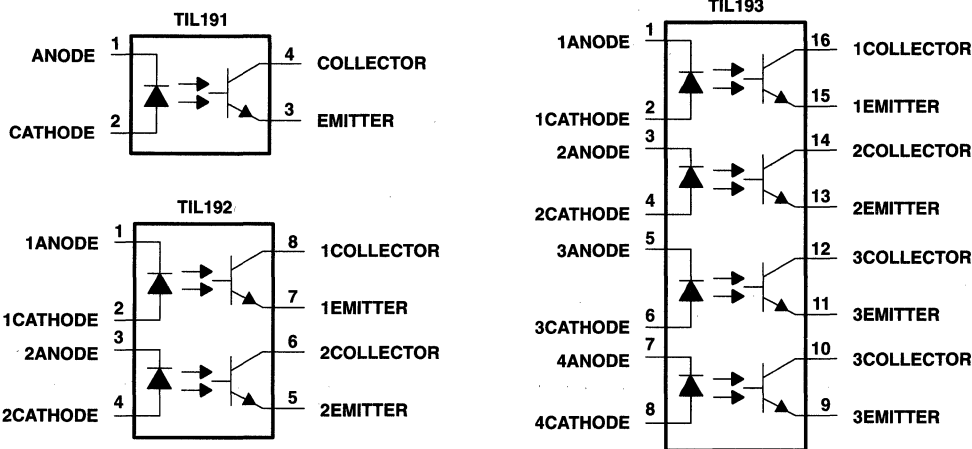 TIL191
ANODE 1
4 COLLECTOR
3 EMITTER
CATHODE 2
TIL192
1ANODE 1
8 1COLLECTOR
7 1EMITTER
1CATHODE 2
2ANODE 3
6 2COLLECTOR
5 2EMITTER
2CATHODE 4
TIL193
1ANODE 1
16 1COLLECTOR
15 1EMITTER
1CATHODE 2
2ANODE 3
14 2COLLECTOR
13 2EMITTER
2CATHODE 4
3ANODE 5
12 3COLLECTOR
11 3EMITTER
3CATHODE 6
4ANODE 7
10 3COLLECTOR
9 3EMITTER
4CATHODE 8